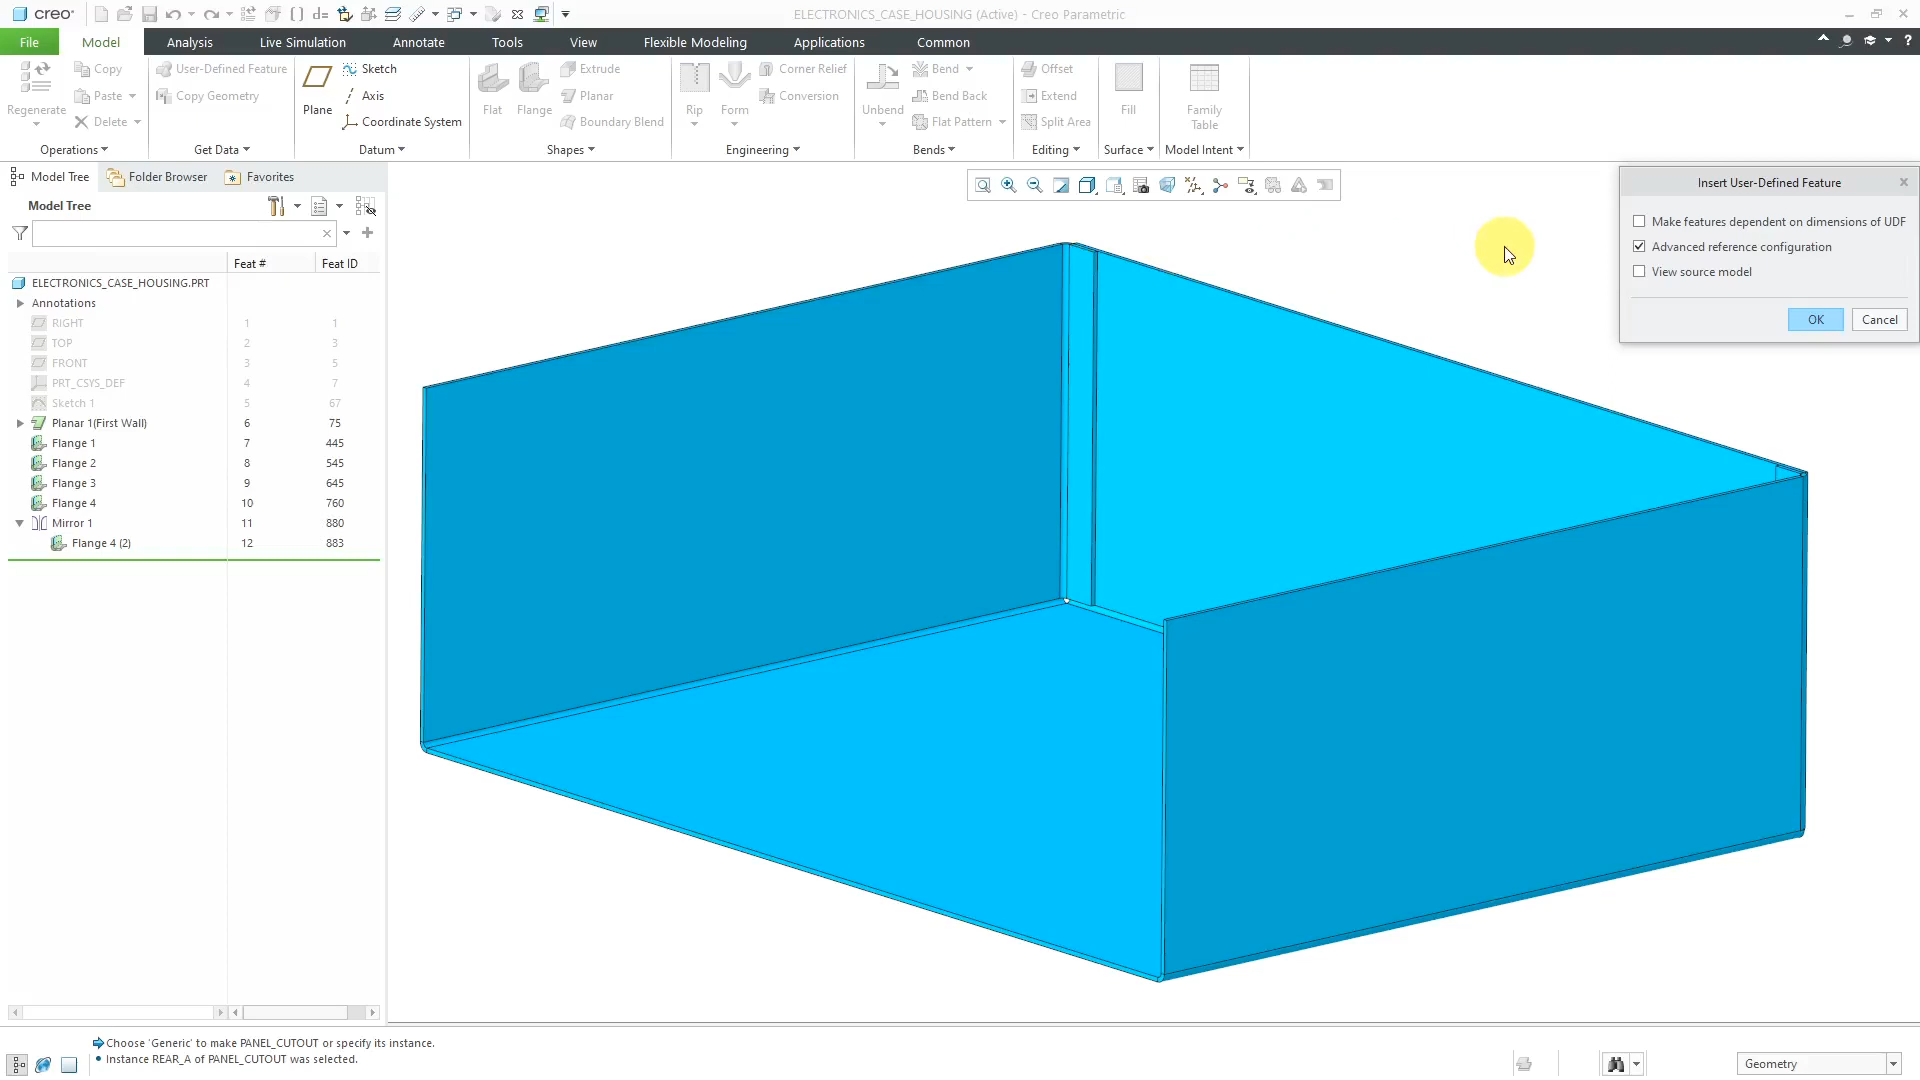 creo
ELECTRONICS_CASE_HOUSING (Active) - Creo Parametric
File Model Analysis Live Simulation Annotate Tools View Flexible Modeling Applications Common
Regenerate
Copy
Paste
Delete
Operations
User-Defined Feature
Copy Geometry
Get Data
Plane
Sketch
Axis
Coordinate System
Datum
Flat
Flange
Extrude
Planar
Boundary Blend
Shapes
Rip
Form
Corner Relief
Conversion
Engineering
Unbend
Bend
Bend Back
Flat Pattern
Bends
Offset
Extend
Split Area
Editing
Fill
Surface
Family
Table
Model Intent
Model Tree Folder Browser Favorites
Model Tree
Feat # Feat ID
ELECTRONICS_CASE_HOUSING.PRT
Annotations
RIGHT 1 1
TOP 2 3
FRONT 3 5
PRT_CSYS_DEF 4 7
Sketch 1 5 67
Planar 1(First Wall) 6 75
Flange 1 7 445
Flange 2 8 545
Flange 3 9 645
Flange 4 10 760
Mirror 1 11 880
Flange 4 (2) 12 883
Insert User-Defined Feature
Make features dependent on dimensions of UDF
Advanced reference configuration
View source model
OK Cancel
Choose 'Generic' to make PANEL_CUTOUT or specify its instance.
• Instance REAR_A of PANEL_CUTOUT was selected.
Geometry